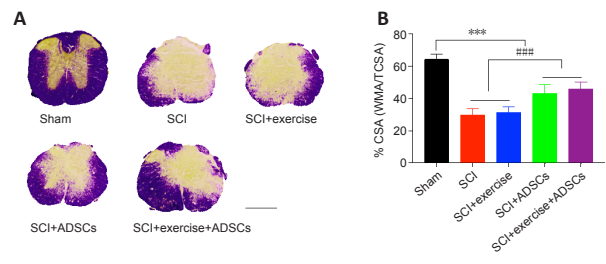 A
Sham
SCI
SCI+exercise
SCI+ADSCs
SCI+exercise+ADSCs
B
% CSA (WMA/TCSA)
80
60
40
20
0
***
###
Sham
SCI
SCI+exercise
SCI+ADSCs
SCI+exercise+ADSCs